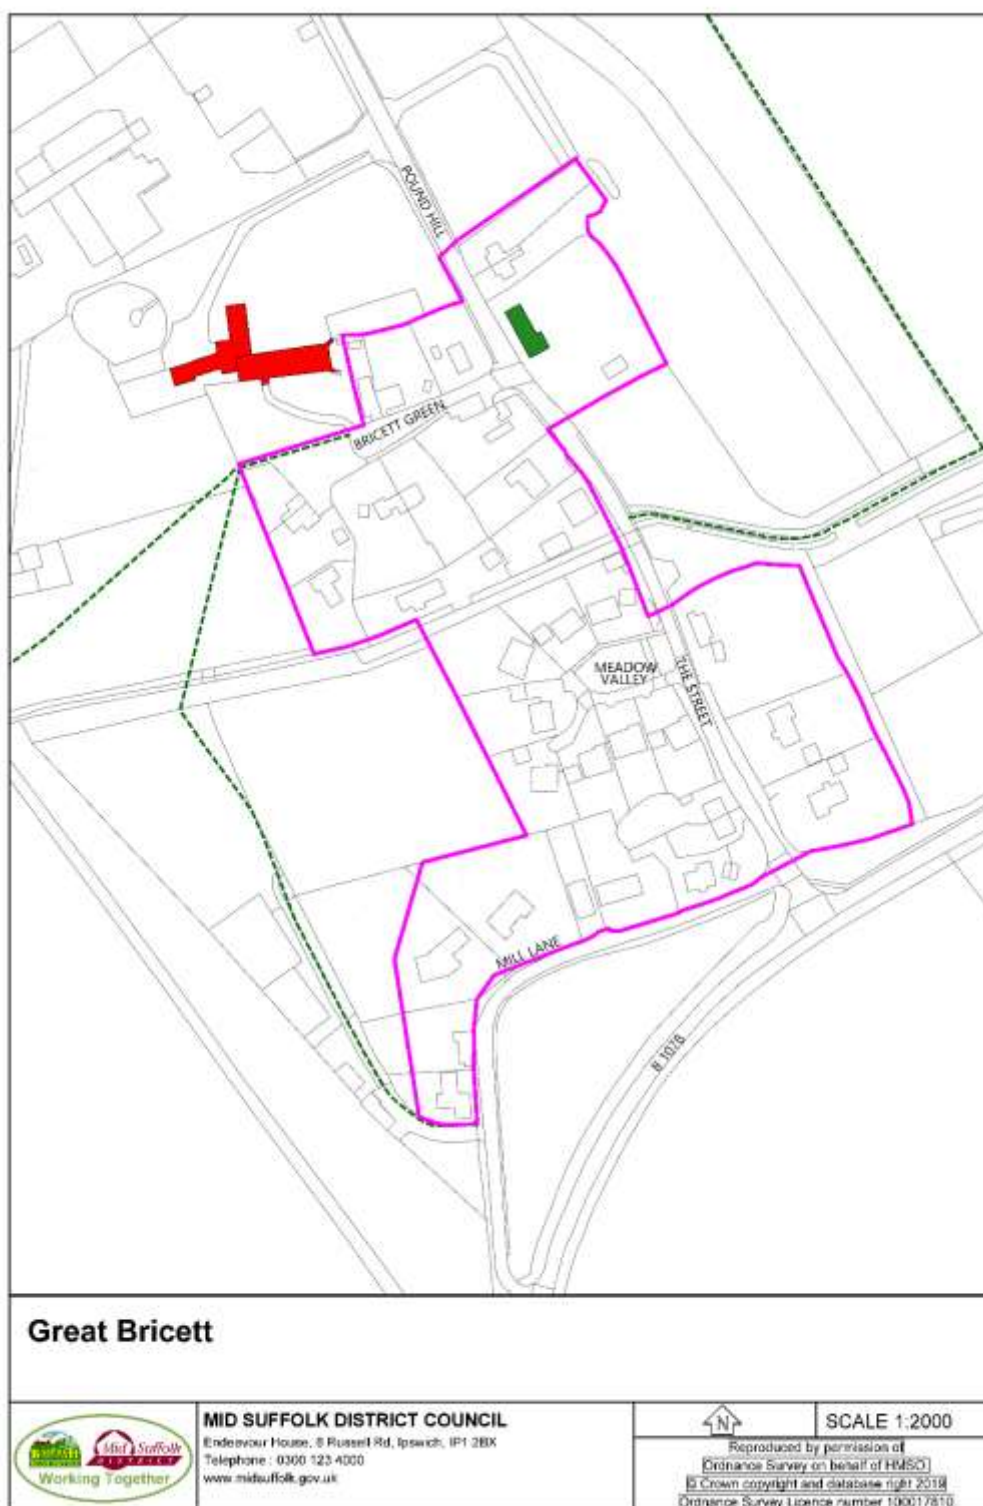 POUND HILL
BRICETT GREEN
MEADOW
VALLEY
THE STREET
MILL LANE
B 1078
Great Bricett
Mid Suffolk
DISTRICT
Working Together
MID SUFFOLK DISTRICT COUNCIL
Endeavour House, 8 Russell Rd, Ipswich, IP1 2BX
Telephone : 0300 123 4000
www.midsuffolk.gov.uk
N
SCALE 1:2000
Reproduced by permission of
Ordnance Survey on behalf of HMSO.
© Crown copyright and database right 2019
Ordnance Survey Licence number 100017810